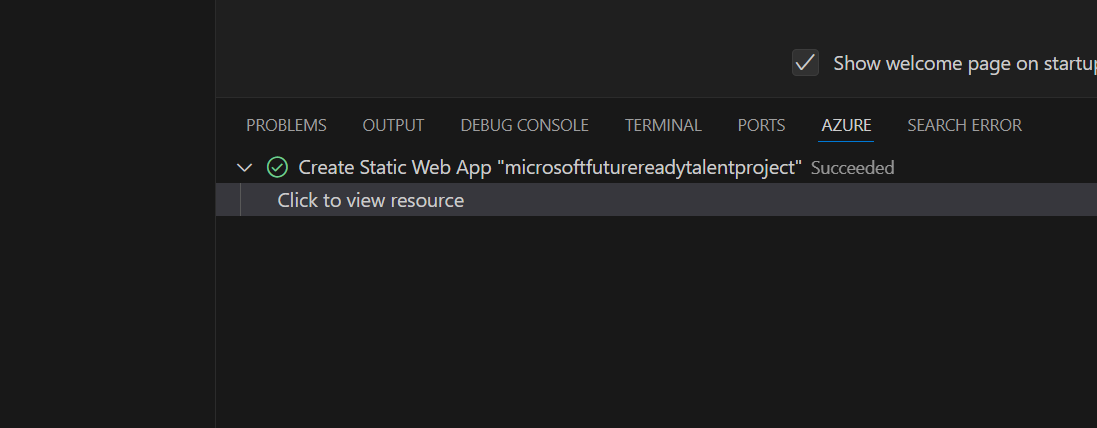 Show welcome page on startup
PROBLEMS OUTPUT DEBUG CONSOLE TERMINAL PORTS AZURE SEARCH ERROR
Create Static Web App "microsoftfuturereadytalentproject" Succeeded
Click to view resource